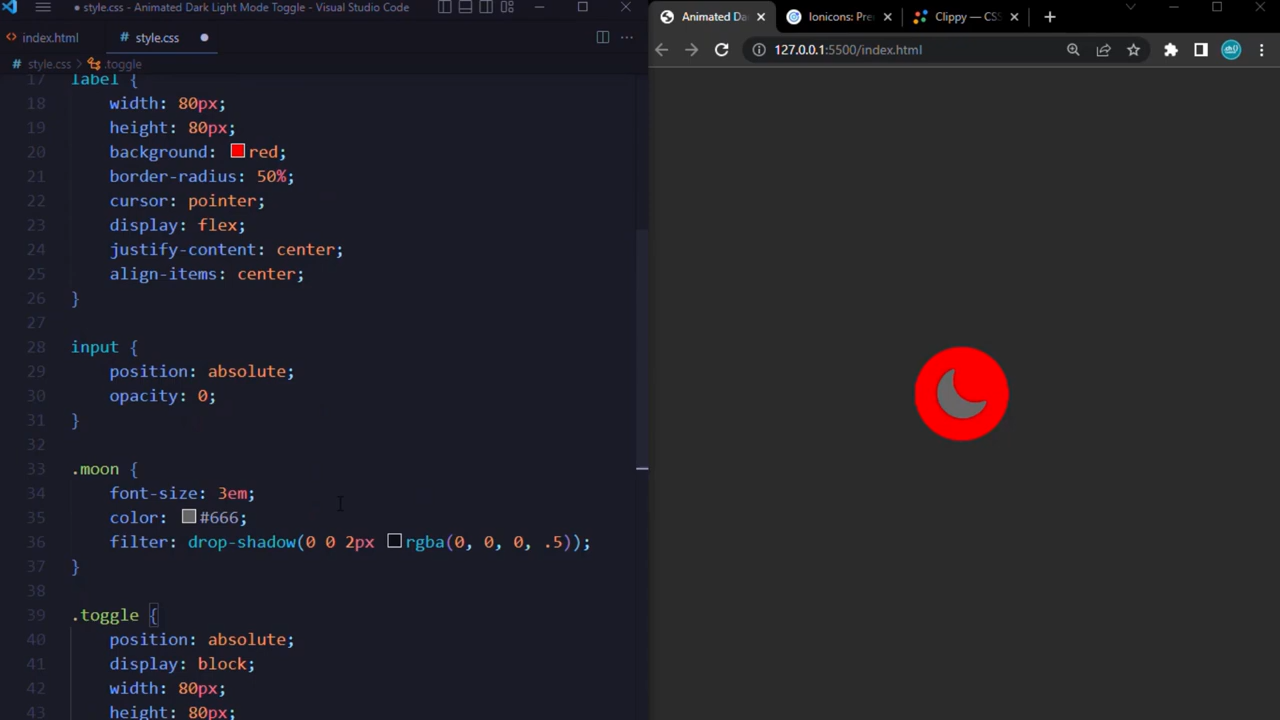 style.css - Animated Dark Light Mode Toggle - Visual Studio Code
index.html
style.css
style.css > .toggle
17 label {
18 width: 80px;
19 height: 80px;
20 background: red;
21 border-radius: 50%;
22 cursor: pointer;
23 display: flex;
24 justify-content: center;
25 align-items: center;
26 }
27
28 input {
29 position: absolute;
30 opacity: 0;
31 }
32
33 .moon {
34 font-size: 3em;
35 color: #666;
36 filter: drop-shadow(0 0 2px rgba(0, 0, 0, .5));
37 }
38
39 .toggle {
40 position: absolute;
41 display: block;
42 width: 80px;
43 height: 80px;
Animated Da
Ionicons: Pre
Clippy — CSS
127.0.0.1:5500/index.html